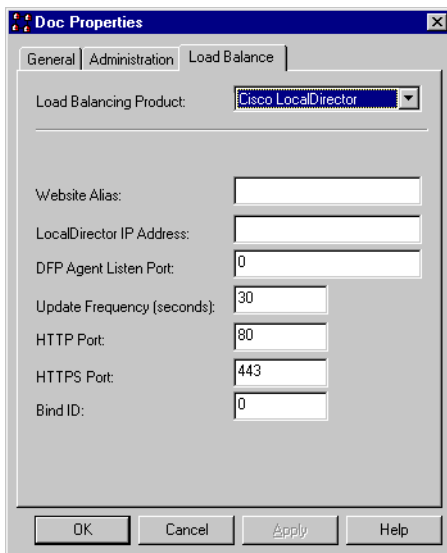 Doc Properties
General Administration Load Balance
Load Balancing Product: Cisco LocalDirector
Website Alias:
LocalDirector IP Address:
DFP Agent Listen Port: 0
Update Frequency (seconds): 30
HTTP Port: 80
HTTPS Port: 443
Bind ID: 0
OK Cancel Apply Help